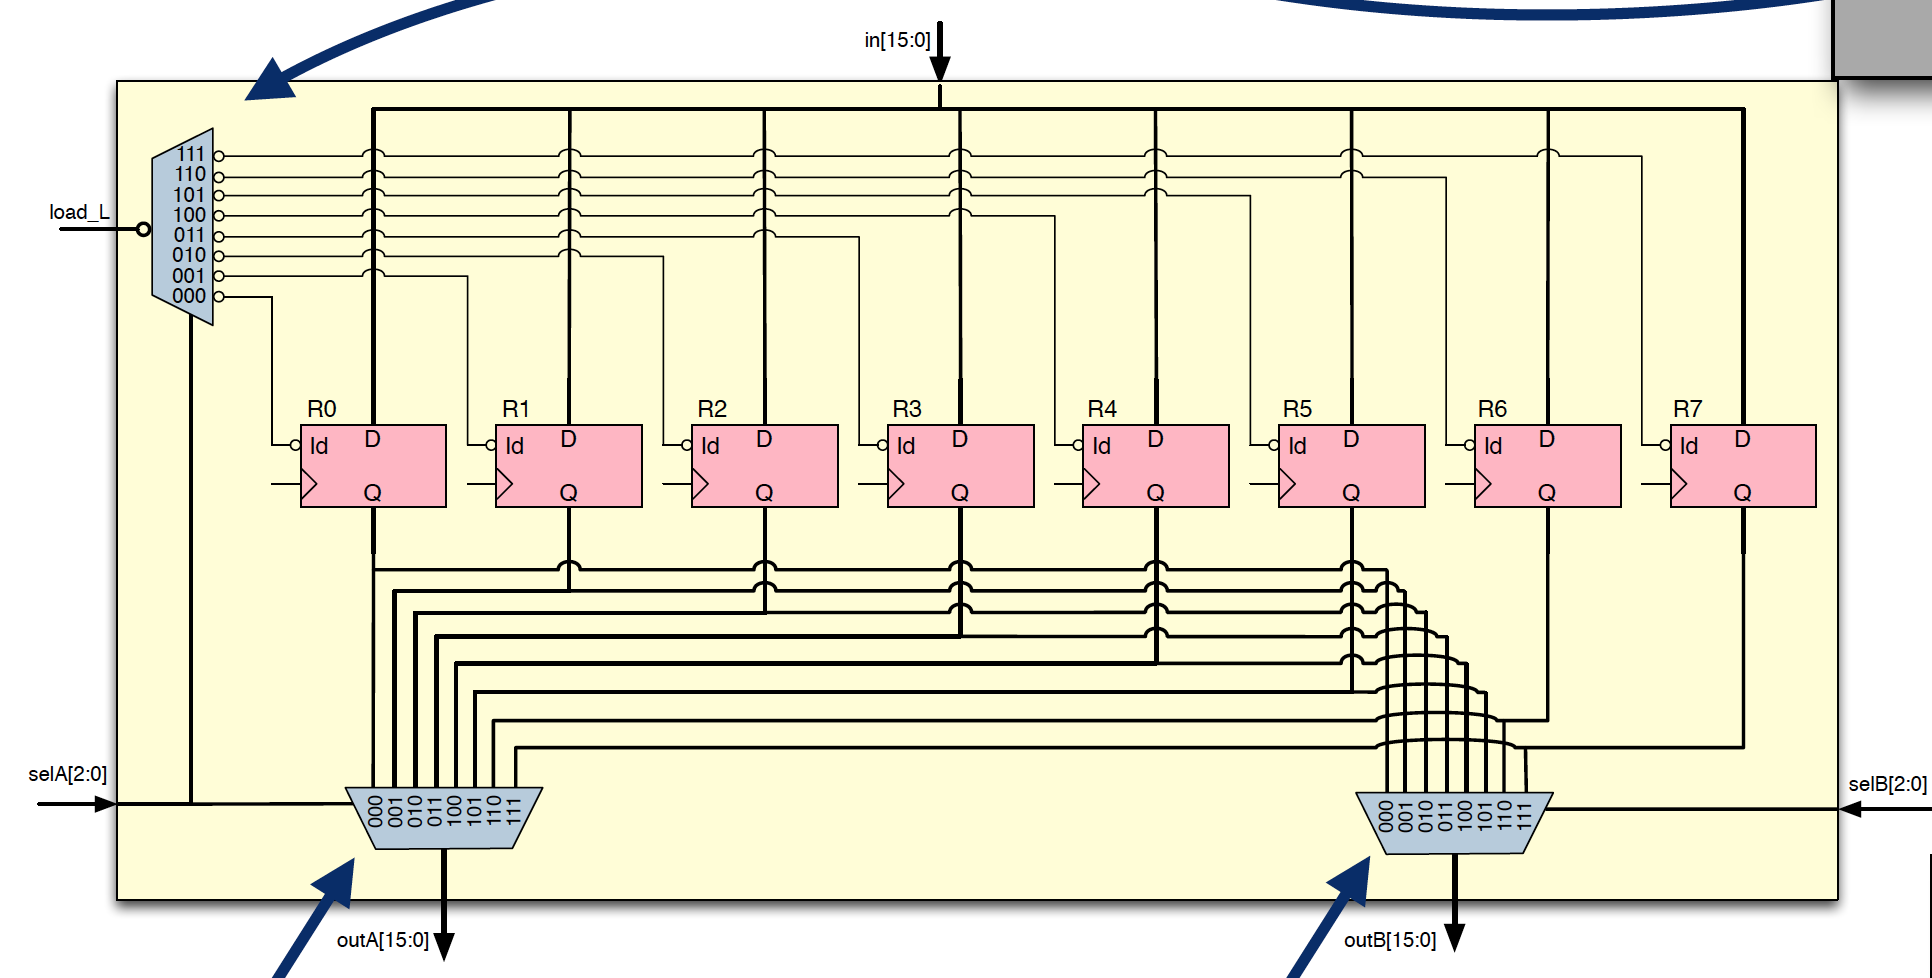 in[15:0]
111
110
101
100
011
010
001
000
load_L
R0
R1
R2
R3
R4
R5
R6
R7
ld D
ld D
ld D
ld D
ld D
ld D
ld D
ld D
Q
Q
Q
Q
Q
Q
Q
Q
selA[2:0]
selB[2:0]
000
001
010
011
100
101
110
111
000
001
010
011
100
101
110
111
outA[15:0]
outB[15:0]